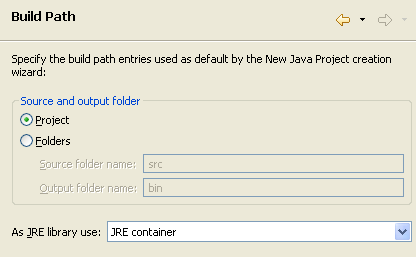 Build Path
Specify the build path entries used as default by the New Java Project creation
wizard:
Source and output folder
Project
Folders
Source folder name: src
Output folder name: bin
As JRE library use: JRE container